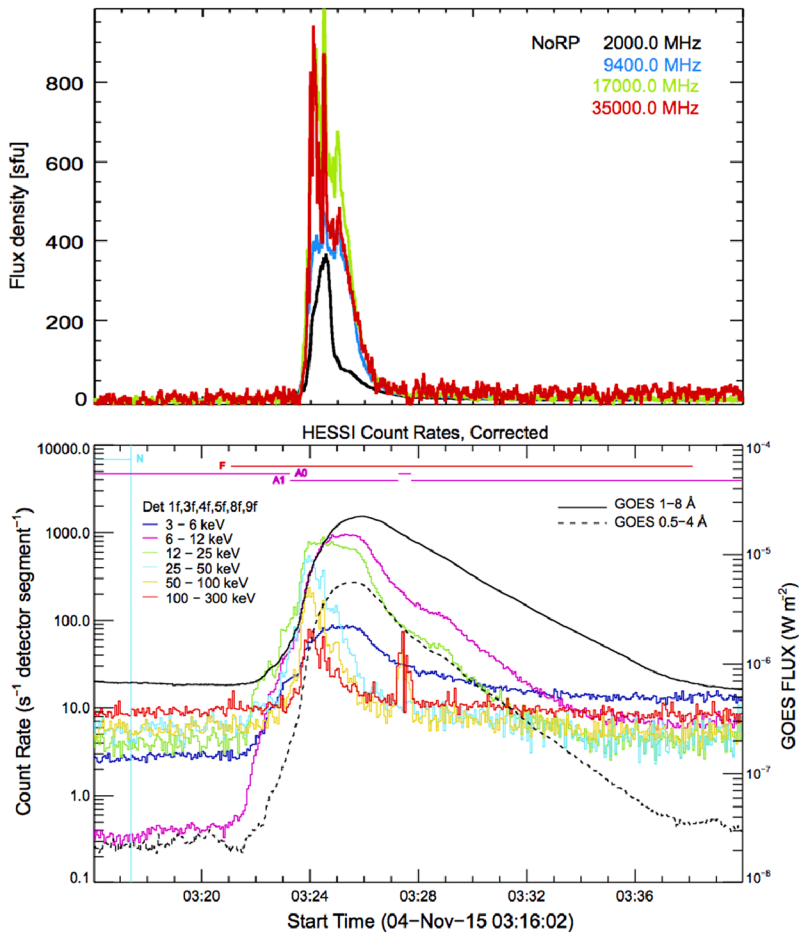 NoRP 2000.0 MHz
9400.0 MHz
17000.0 MHz
35000.0 MHz
Flux density [sfu]
800
600
400
200
0
HESSI Count Rates, Corrected
10000.0
1000.0
100.0
10.0
1.0
0.1
Count Rate (s⁻¹ detector segment⁻¹)
N
F
A0
A1
Det 1f,3f,4f,5f,8f,9f
3 − 6 keV
6 − 12 keV
12 − 25 keV
25 − 50 keV
50 − 100 keV
100 − 300 keV
GOES 1−8 Å
GOES 0.5−4 Å
10⁻⁴
10⁻⁵
10⁻⁶
10⁻⁷
10⁻⁸
GOES FLUX (W m²)
03:20 03:24 03:28 03:32 03:36
Start Time (04−Nov−15 03:16:02)